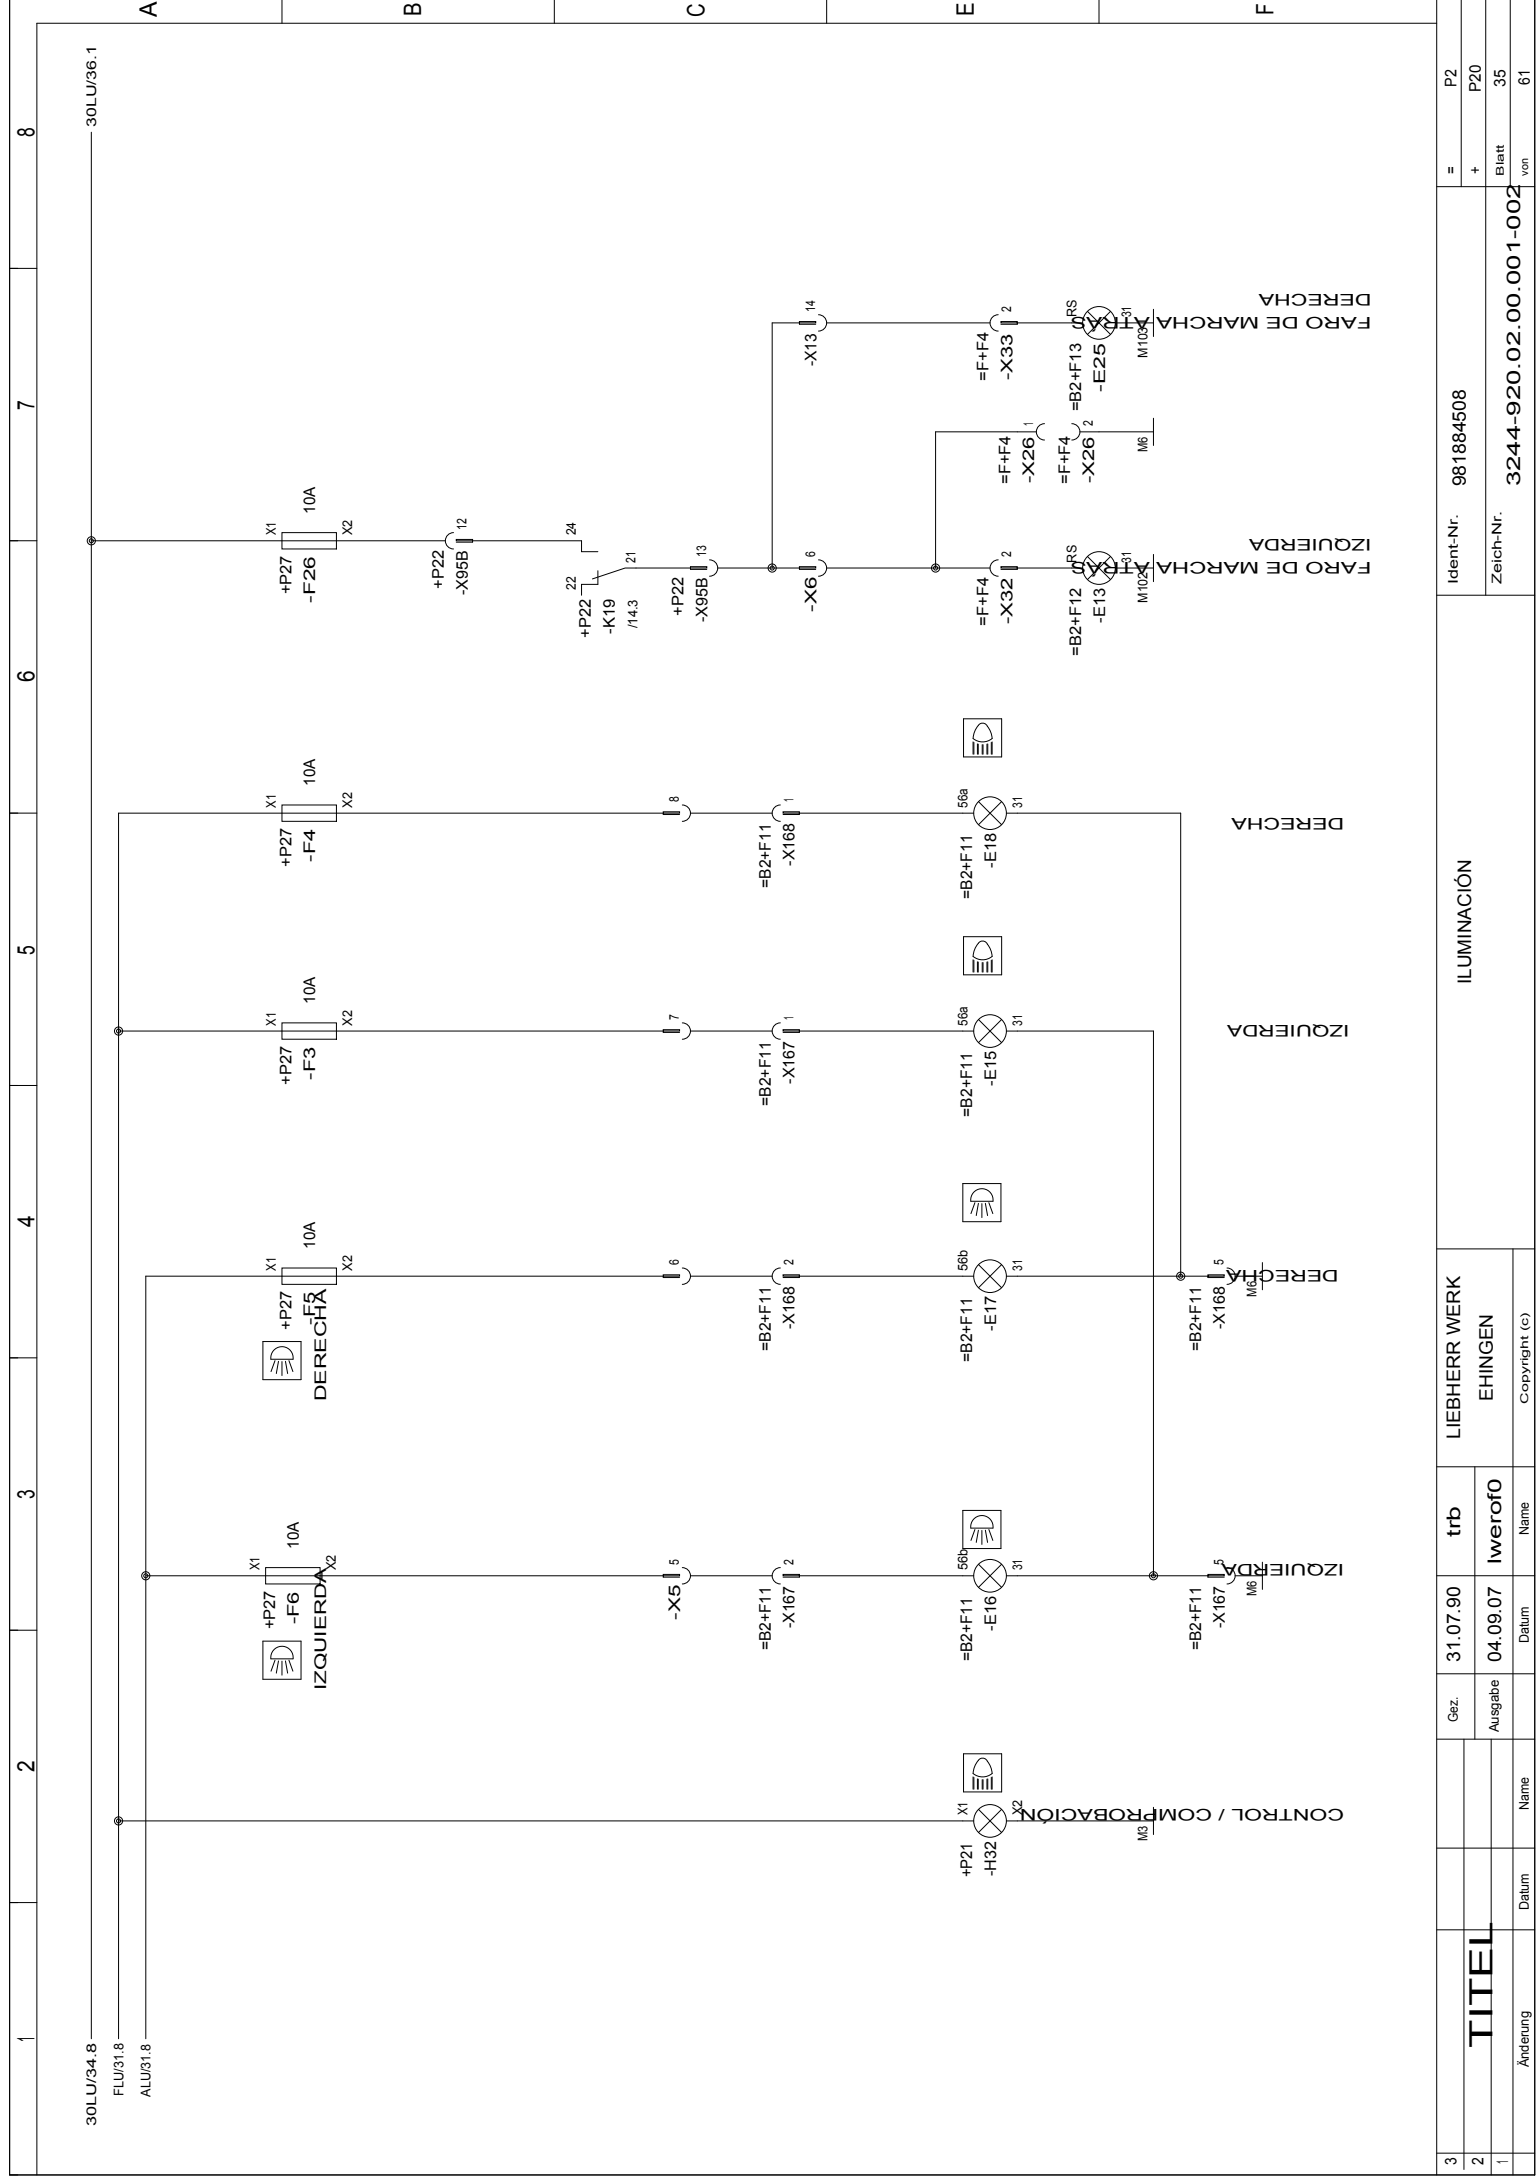 1 2 3 4 5 6 7 8
A
B
C
E
F
30LU/34.8
30LU/36.1
FLU/31.8
ALU/31.8
+P27
-F6
X1
X2
10A
IZQUIERDA
+P27
-F5
X1
X2
10A
DERECHA
+P27
-F3
X1
X2
10A
+P27
-F4
X1
X2
10A
+P27
-F26
X1
X2
10A
+P22
-X95B
12
+P22
-K19
/14.3
22
24
21
+P22
-X95B
13
-X5
5
6
7
8
-X6
6
-X13
14
=B2+F11
-X167
2
=B2+F11
-X168
2
=B2+F11
-X167
1
=B2+F11
-X168
1
+P21
-H32
X1
X2
M3
CONTROL / COMPROBACIÓN
=B2+F11
-E16
56b
31
=B2+F11
-E17
56b
31
=B2+F11
-E15
56a
31
=B2+F11
-E18
56a
31
=F+F4
-X32
2
=F+F4
-X26
1
=F+F4
-X26
2
M6
=F+F4
-X33
2
=B2+F12
-E13
RS
31
M102
=B2+F13
-E25
RS
31
M103
=B2+F11
-X167
5
M6
IZQUIERDA
=B2+F11
-X168
5
M6
DERECHA
IZQUIERDA
DERECHA
FARO DE MARCHA ATRAS
IZQUIERDA
FARO DE MARCHA ATRAS
DERECHA
3
2
1
TITEL
Änderung
Datum
Name
Gez.
31.07.90
trb
Ausgabe
04.09.07
lwerof0
Datum
Name
LIEBHERR WERK
EHINGEN
Copyright (c)
ILUMINACIÓN
Ident-Nr. 981884508
Zeich-Nr. 3244-920.02.00.001-002
= P2
+ P20
Blatt 35
von 61